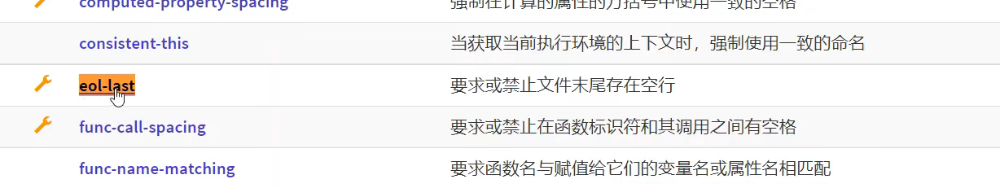 computed-property-spacing 强制在计算的属性的方括号中使用一致的空格
consistent-this 当获取当前执行环境的上下文时，强制使用一致的命名
eol-last 要求或禁止文件末尾存在空行
func-call-spacing 要求或禁止在函数标识符和其调用之间有空格
func-name-matching 要求函数名与赋值给它们的变量名或属性名相匹配